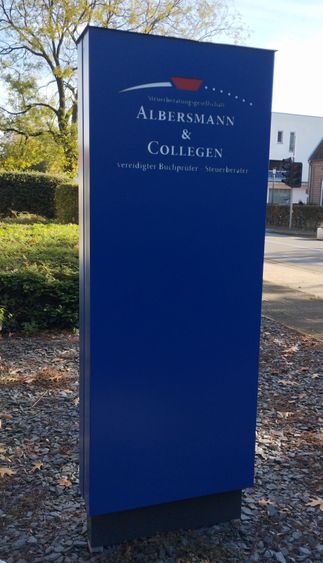 Steuerberatungsgesellschaft
ALBERSMANN
&
COLLEGEN
vereidigter Buchprüfer · Steuerberater